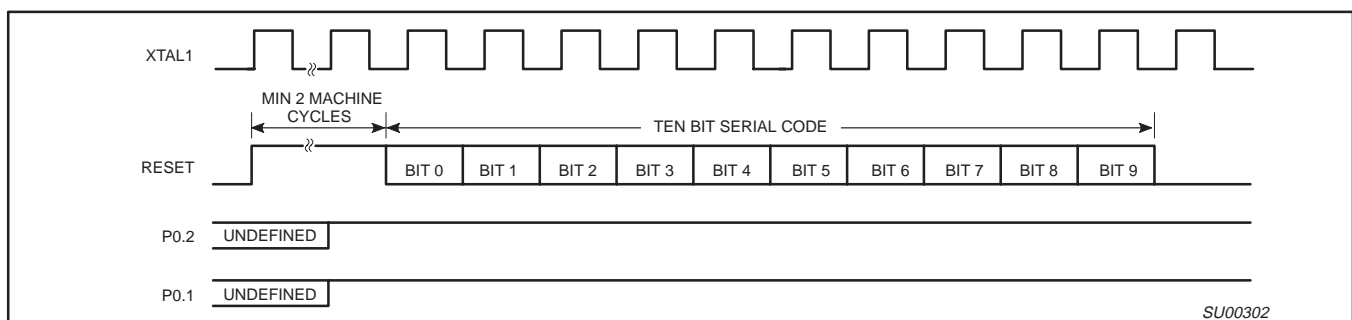 XTAL1
MIN 2 MACHINE
CYCLES
TEN BIT SERIAL CODE
RESET
BIT 0 BIT 1 BIT 2 BIT 3 BIT 4 BIT 5 BIT 6 BIT 7 BIT 8 BIT 9
P0.2 UNDEFINED
P0.1 UNDEFINED
SU00302